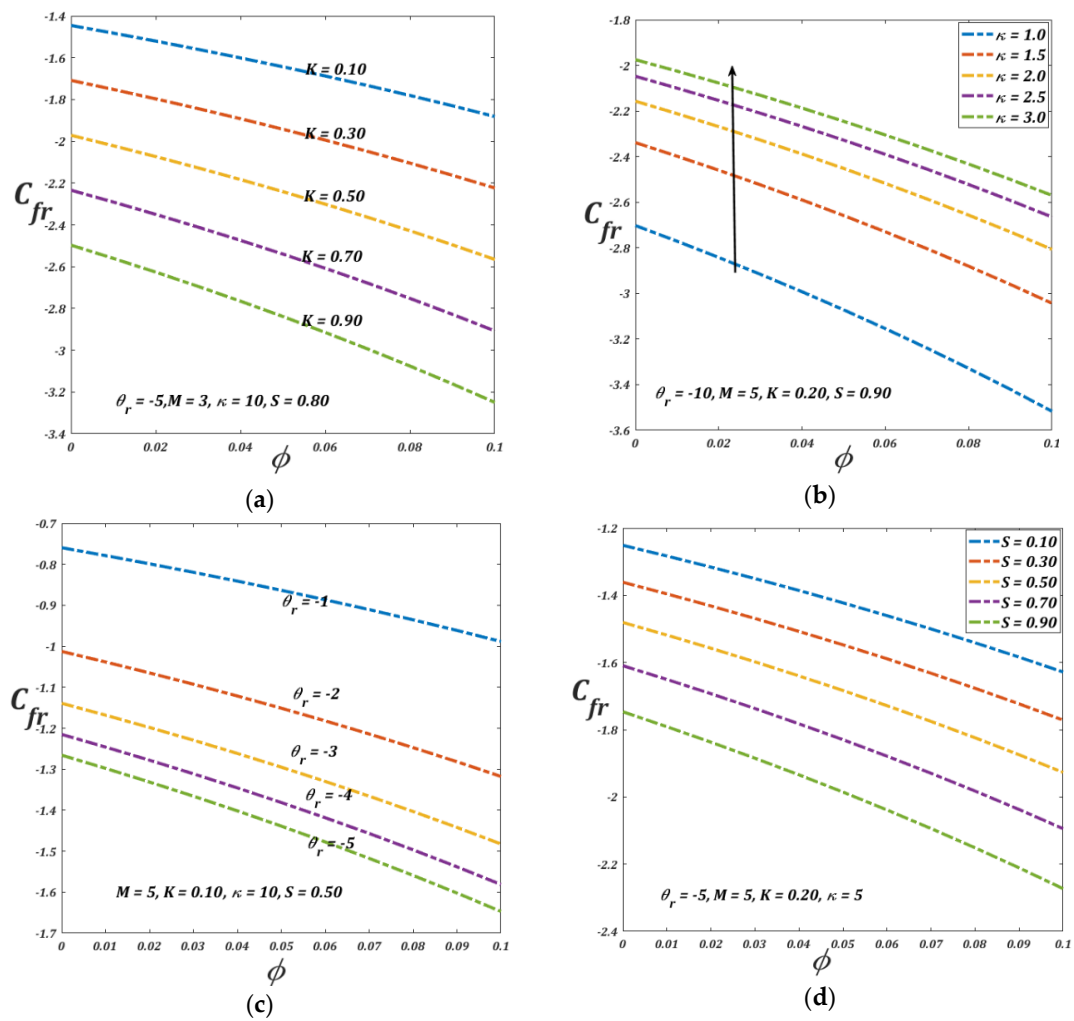 -1.4
-1.6
-1.8
-2
-2.2
-2.4
-2.6
-2.8
-3
-3.2
-3.4
C_fr
K = 0.10
K = 0.30
K = 0.50
K = 0.70
K = 0.90
θ_r = -5,M = 3, κ = 10, S = 0.80
0 0.02 0.04 0.06 0.08 0.1
ϕ
(a)
-1.8
-2
-2.2
-2.4
-2.6
-2.8
-3
-3.2
-3.4
-3.6
C_fr
κ = 1.0
κ = 1.5
κ = 2.0
κ = 2.5
κ = 3.0
θ_r = -10, M = 5, K = 0.20, S = 0.90
0 0.02 0.04 0.06 0.08 0.1
ϕ
(b)
-0.7
-0.8
-0.9
-1
-1.1
-1.2
-1.3
-1.4
-1.5
-1.6
-1.7
C_fr
θ_r = -1
θ_r = -2
θ_r = -3
θ_r = -4
θ_r = -5
M = 5, K = 0.10, κ = 10, S = 0.50
0 0.01 0.02 0.03 0.04 0.05 0.06 0.07 0.08 0.09 0.1
ϕ
(c)
-1.2
-1.4
-1.6
-1.8
-2
-2.2
-2.4
C_fr
S = 0.10
S = 0.30
S = 0.50
S = 0.70
S = 0.90
θ_r = -5, M = 5, K = 0.20, κ = 5
0 0.01 0.02 0.03 0.04 0.05 0.06 0.07 0.08 0.09 0.1
ϕ
(d)